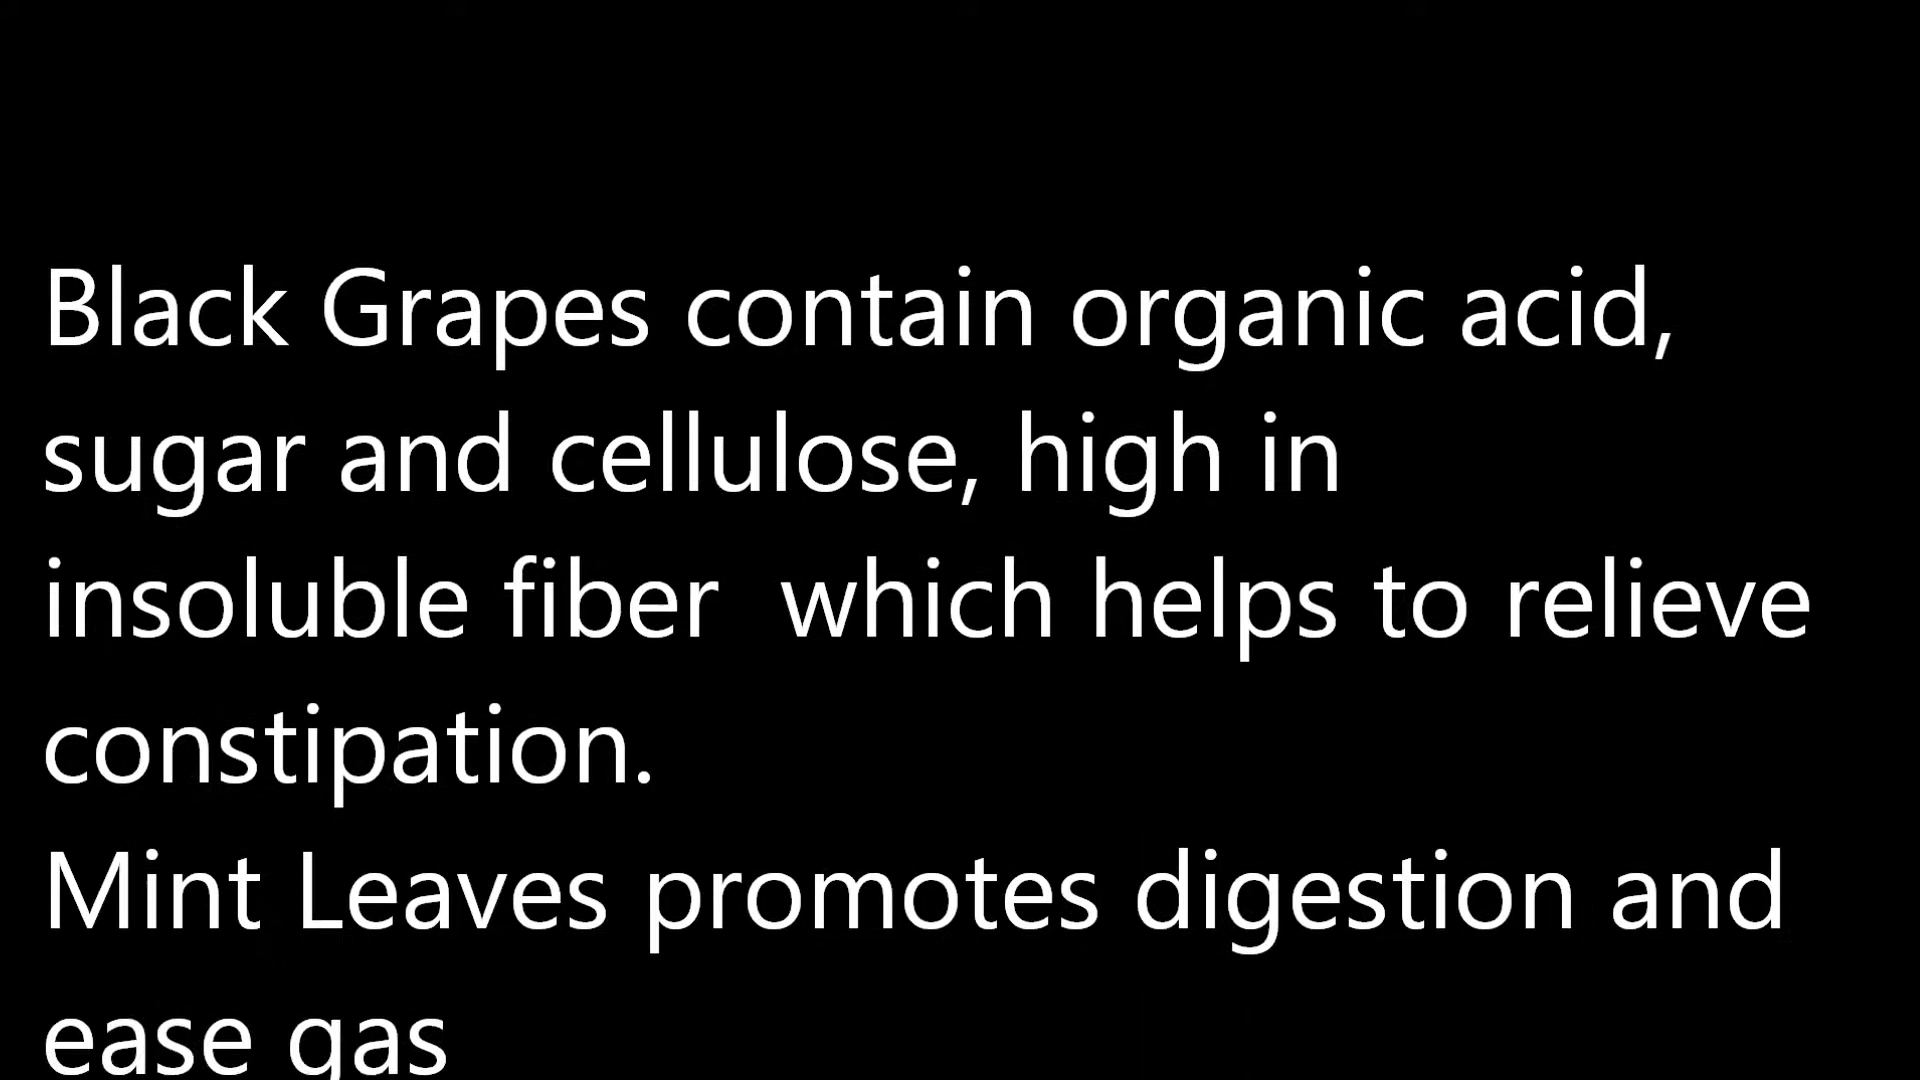 Black Grapes contain organic acid,
sugar and cellulose, high in
insoluble fiber  which helps to relieve
constipation.
Mint Leaves promotes digestion and
ease gas